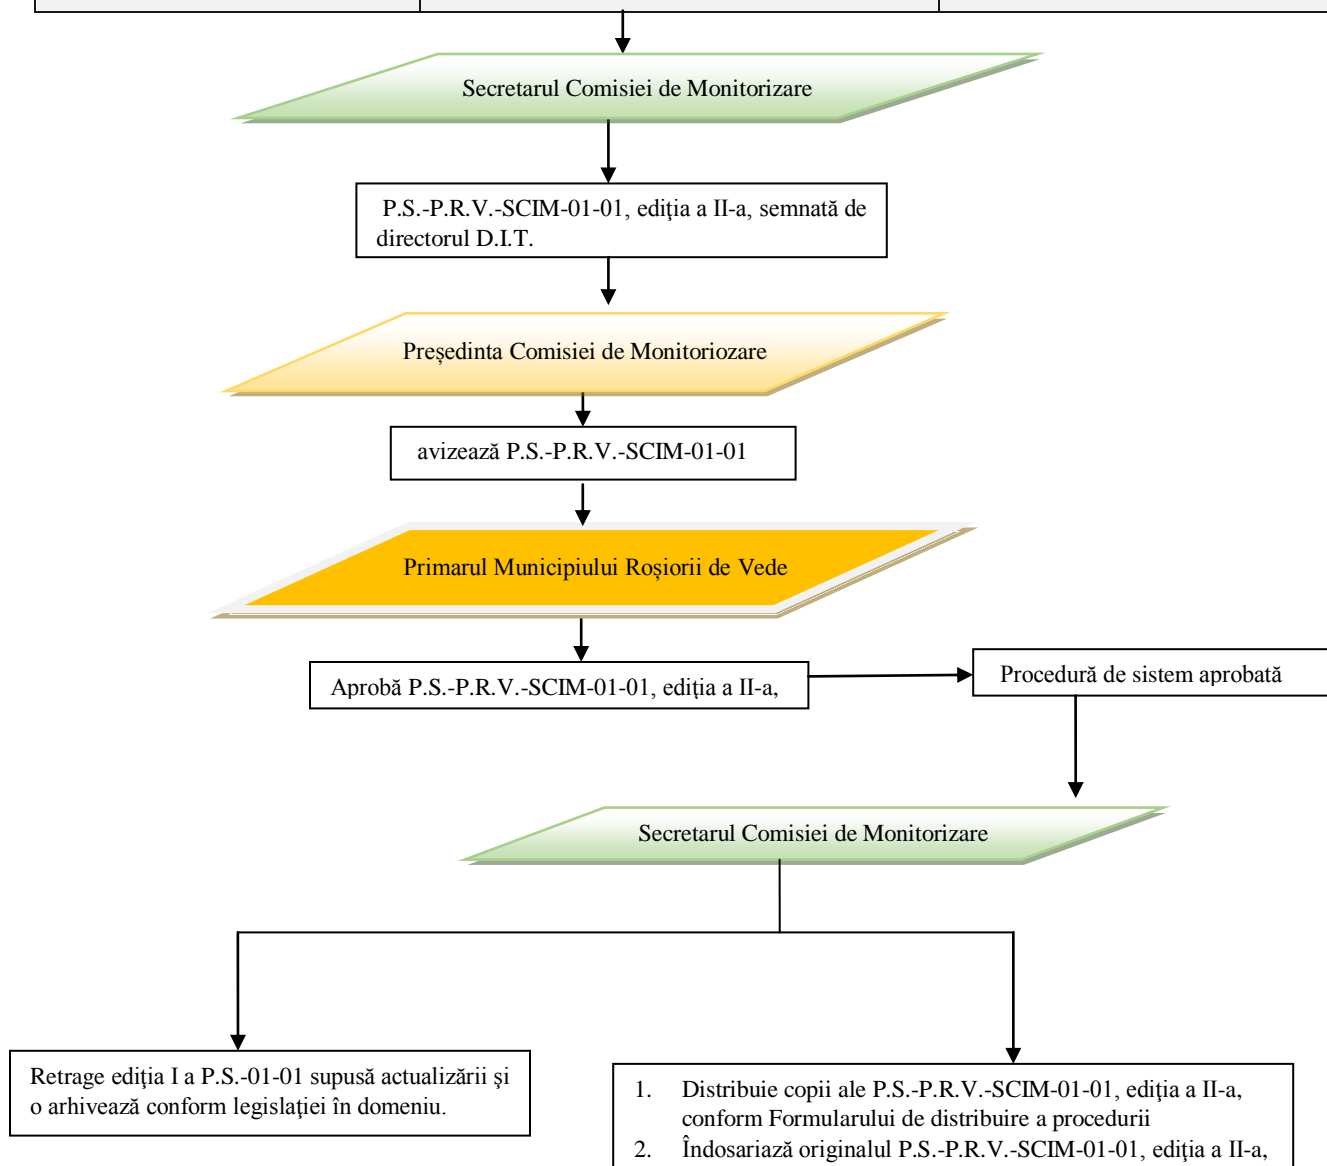 Secretarul Comisiei de Monitorizare
P.S.-P.R.V.-SCIM-01-01, ediţia a II-a, semnată de
directorul D.I.T.
Președinta Comisiei de Monitoriozare
avizează P.S.-P.R.V.-SCIM-01-01
Primarul Municipiului Roșiorii de Vede
Aprobă P.S.-P.R.V.-SCIM-01-01, ediţia a II-a,
Procedură de sistem aprobată
Secretarul Comisiei de Monitorizare
Retrage ediţia I a P.S.-01-01 supusă actualizării şi
o arhivează conform legislaţiei în domeniu.
1. Distribuie copii ale P.S.-P.R.V.-SCIM-01-01, ediţia a II-a,
conform Formularului de distribuire a procedurii
2. Îndosariază originalul P.S.-P.R.V.-SCIM-01-01, ediţia a II-a,